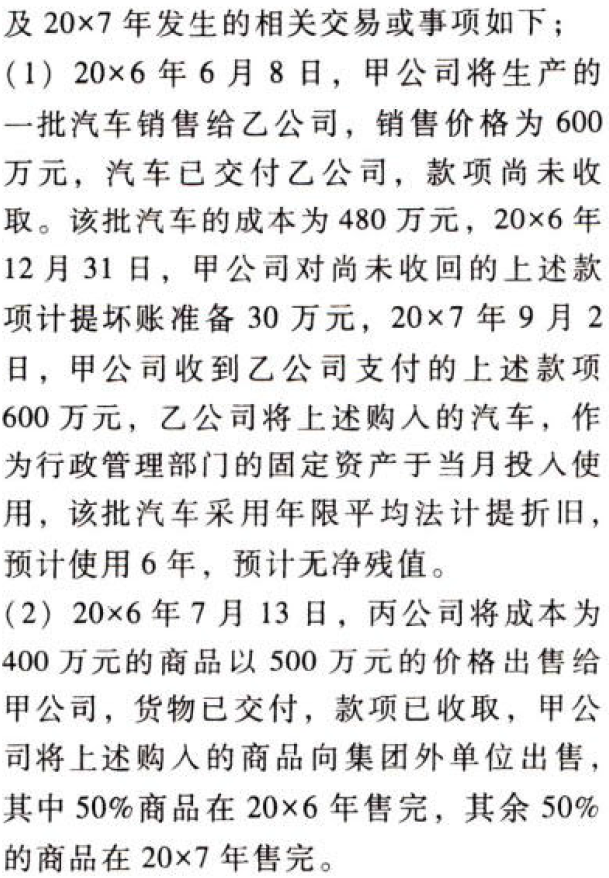 及 20×7 年发生的相关交易或事项如下;
(1) 20×6 年 6 月 8 日, 甲公司将生产的
一批汽车销售给乙公司, 销售价格为 600
万元, 汽车已交付乙公司, 款项尚未收
取。该批汽车的成本为 480 万元, 20×6 年
12 月 31 日, 甲公司对尚未收回的上述款
项计提坏账准备 30 万元, 20×7 年 9 月 2
日, 甲公司收到乙公司支付的上述款项
600 万元, 乙公司将上述购入的汽车, 作
为行政管理部门的固定资产于当月投入使
用, 该批汽车采用年限平均法计提折旧,
预计使用 6 年, 预计无净残值。
(2) 20×6 年 7 月 13 日, 丙公司将成本为
400 万元的商品以 500 万元的价格出售给
甲公司, 货物已交付, 款项已收取, 甲公
司将上述购入的商品向集团外单位出售,
其中 50%商品在 20×6 年售完, 其余 50%
的商品在 20×7 年售完。